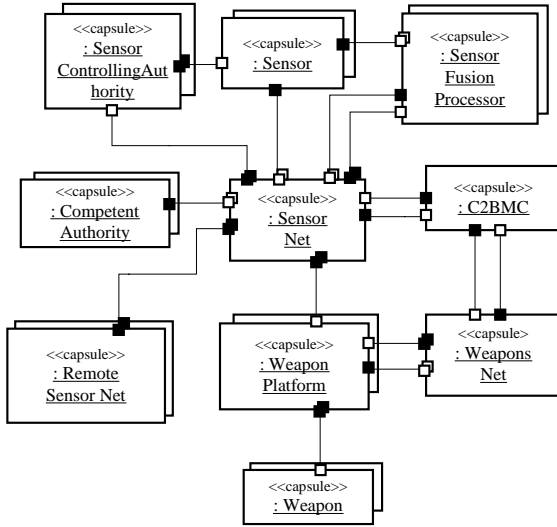 <<capsule>>
: Sensor
ControllingAut
hority
<<capsule>>
: Sensor
<<capsule>>
: Sensor
Fusion
Processor
<<capsule>>
: Competent
Authority
<<capsule>>
: Sensor
Net
<<capsule>>
: C2BMC
<<capsule>>
: Remote
Sensor Net
<<capsule>>
: Weapon
Platform
<<capsule>
: Weapons
Net
<<capsule>>
: Weapon